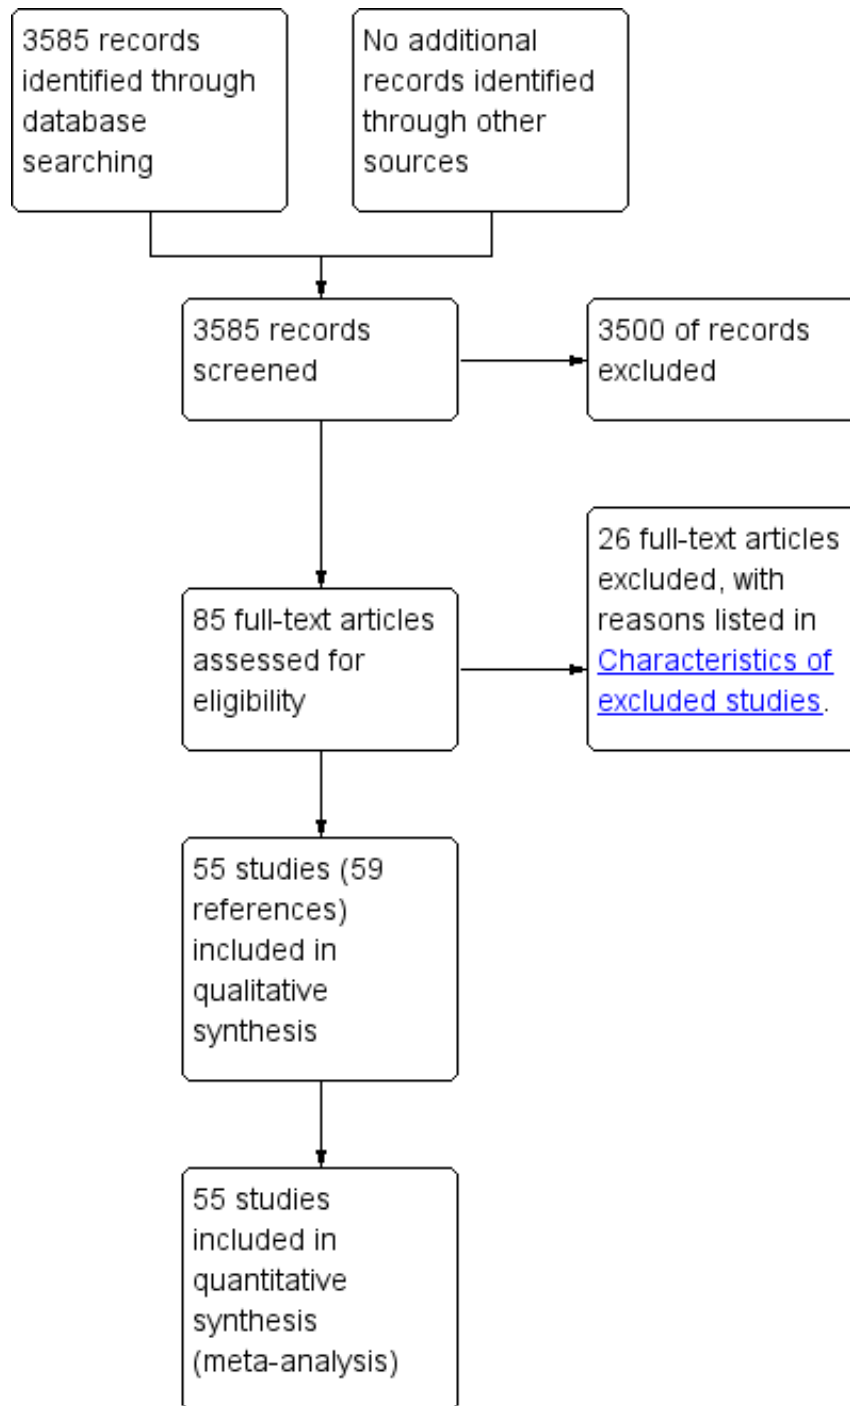 3585 records
identified through
database
searching
No additional
records identified
through other
sources
3585 records
screened
3500 of records
excluded
85 full-text articles
assessed for
eligibility
26 full-text articles
excluded, with
reasons listed in
Characteristics of
excluded studies.
55 studies (59
references)
included in
qualitative
synthesis
55 studies
included in
quantitative
synthesis
(meta-analysis)